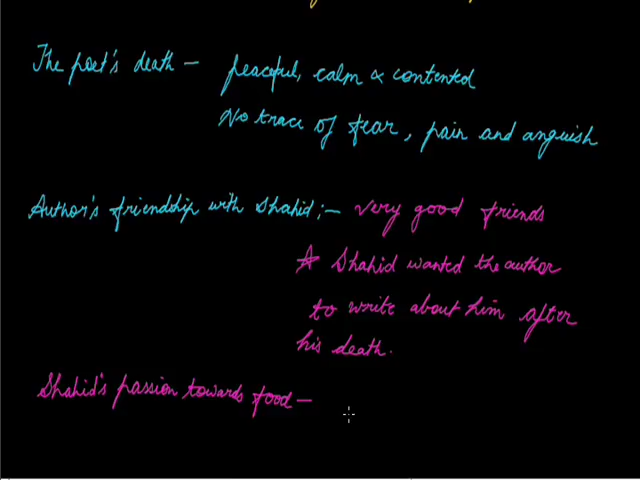 The poet's death — peaceful, calm & contented
No trace of fear, pain and anguish
Author's friendship with Shahid :— very good friends
* Shahid wanted the author
to write about him after
his death.
Shahid's passion towards food —